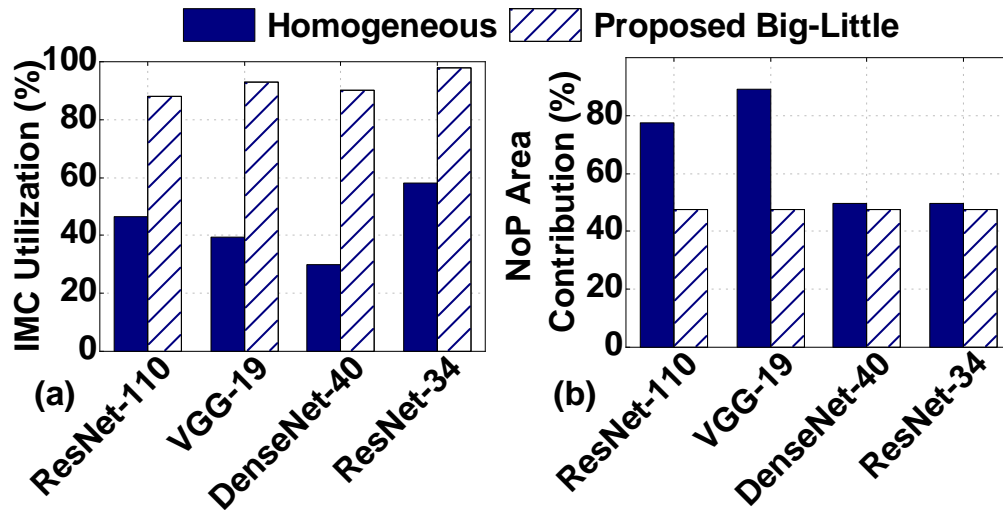 Homogeneous Proposed Big-Little
IMC Utilization (%)
100
80
60
40
20
0
ResNet-110
VGG-19
DenseNet-40
ResNet-34
(a)
NoP Area
Contribution (%)
80
60
40
20
0
ResNet-110
VGG-19
DenseNet-40
ResNet-34
(b)